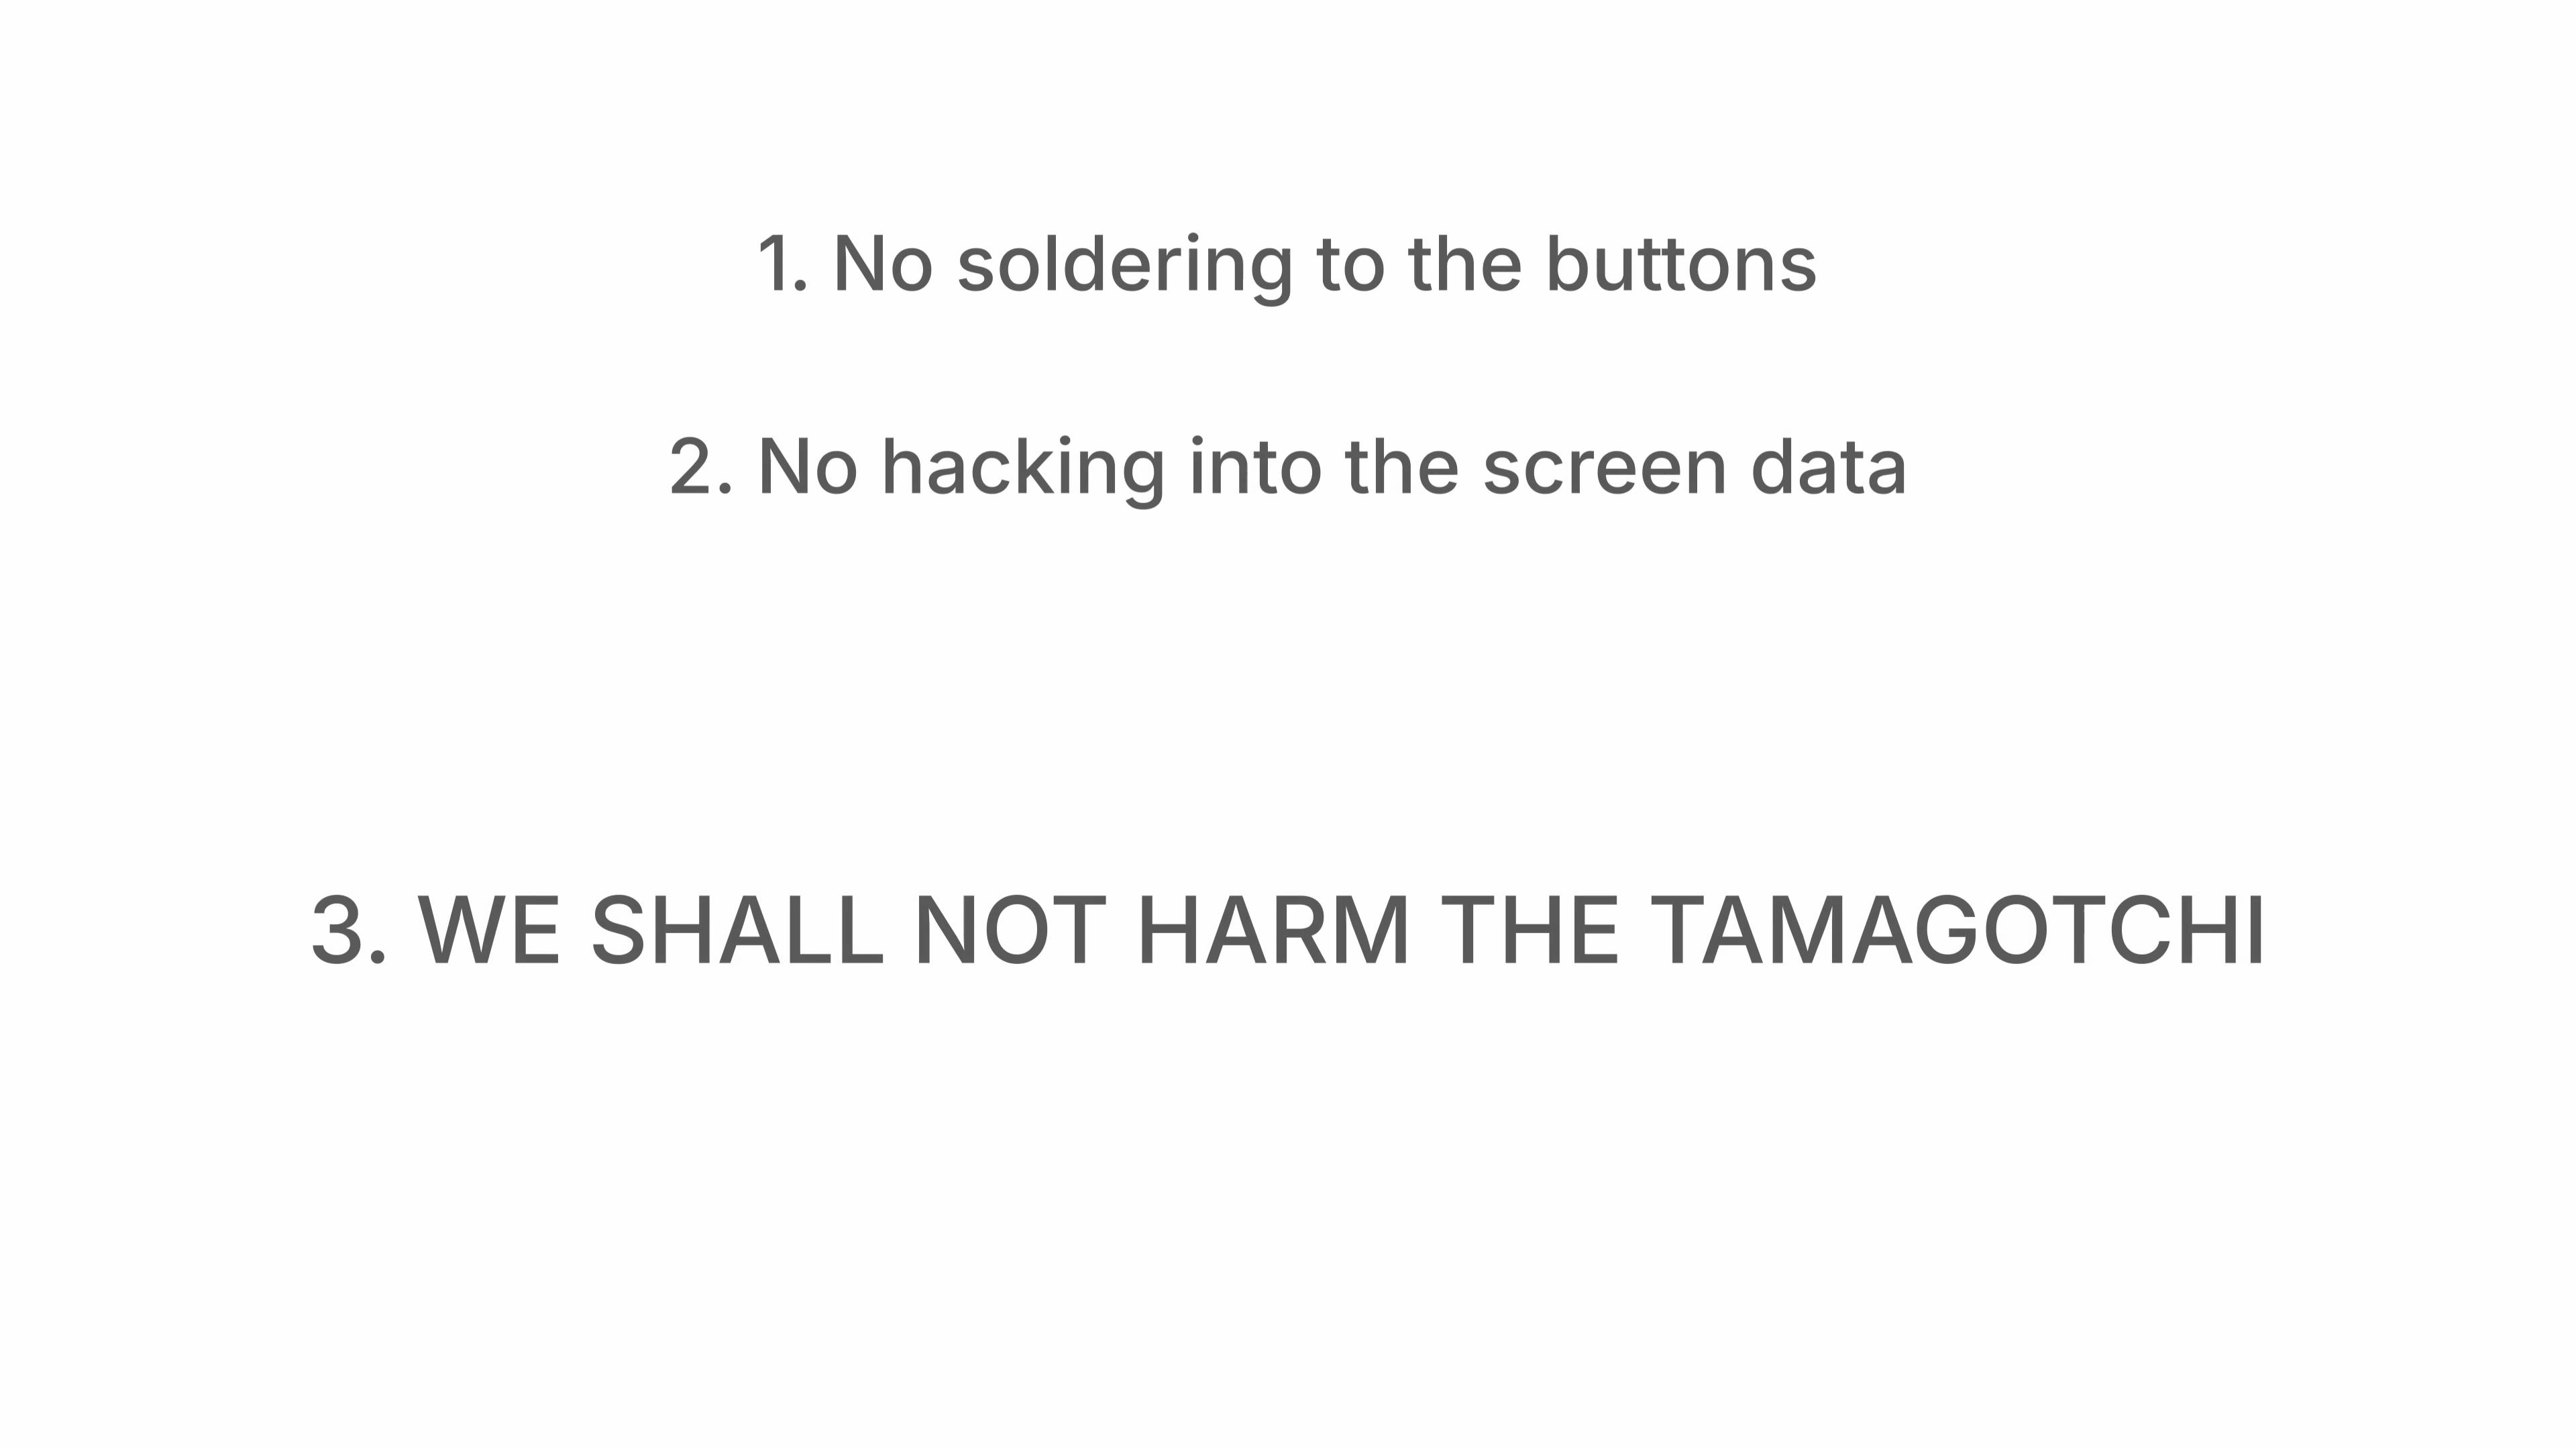 1. No soldering to the buttons
2. No hacking into the screen data
3. WE SHALL NOT HARM THE TAMAGOTCHI